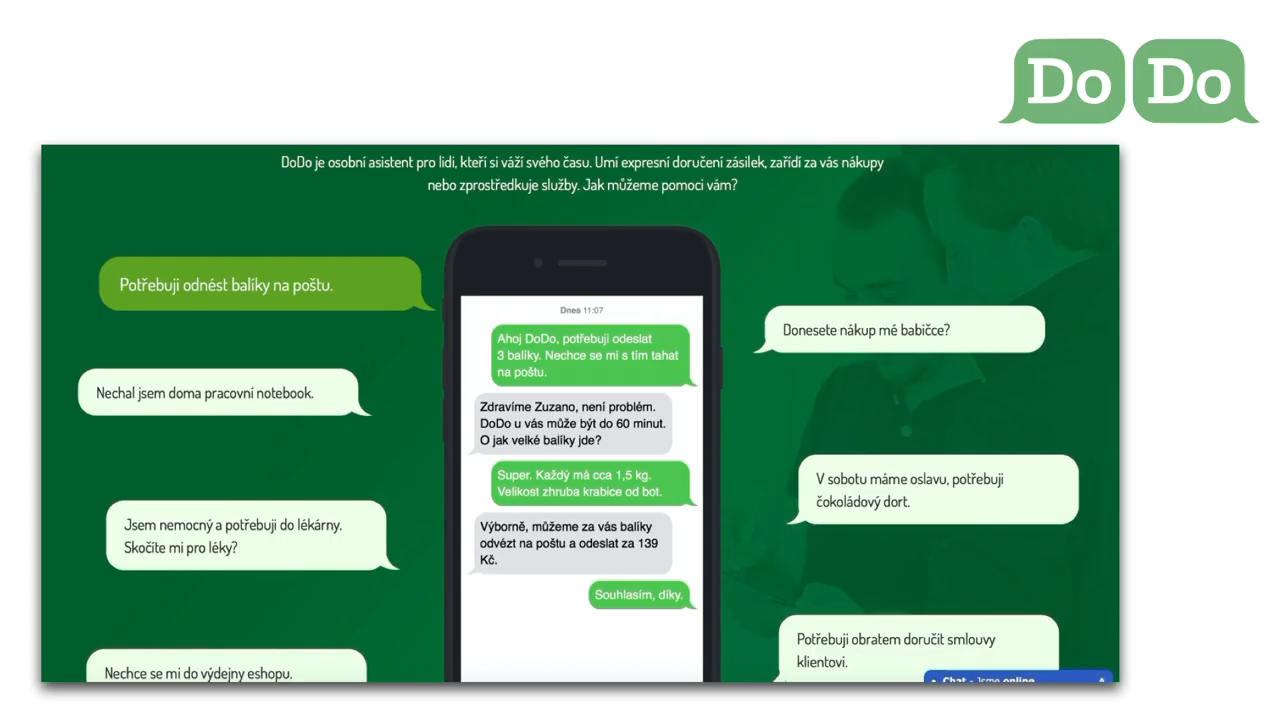 Do Do
DoDo je osobní asistent pro lidi, kteří si váží svého času. Umí expresní doručení zásilek, zařídí za vás nákupy
nebo zprostředkuje služby. Jak můžeme pomoci vám?
Potřebuji odnést balíky na poštu.
Nechal jsem doma pracovní notebook.
Jsem nemocný a potřebuji do lékárny.
Skočíte mi pro léky?
Nechce se mi do výdejny eshopu.
Dnes 11:07
Ahoj DoDo, potřebuji odeslat
3 balíky. Nechce se mi s tím tahat
na poštu.
Zdravíme Zuzano, není problém.
DoDo u vás může být do 60 minut.
O jak velké balíky jde?
Super. Každý má cca 1,5 kg.
Velikost zhruba krabice od bot.
Výborně, můžeme za vás balíky
odvézt na poštu a odeslat za 139
Kč.
Souhlasím, díky.
Donesete nákup mé babičce?
V sobotu máme oslavu, potřebuji
čokoládový dort.
Potřebuji obratem doručit smlouvy
klientovi.
Chat - Jsme online